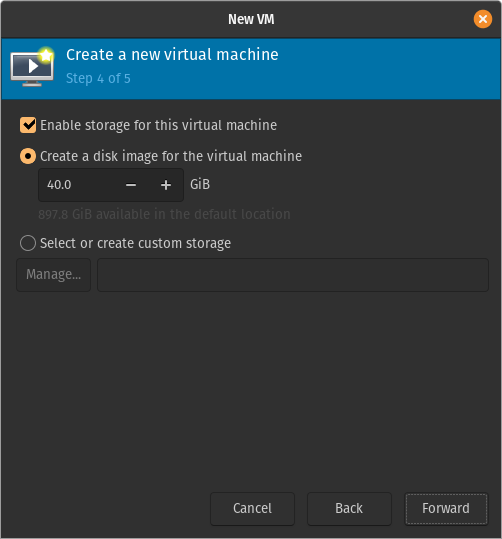 New VM
Create a new virtual machine
Step 4 of 5
Enable storage for this virtual machine
Create a disk image for the virtual machine
40.0 − + GiB
897.8 GiB available in the default location
Select or create custom storage
Manage...
Cancel Back Forward